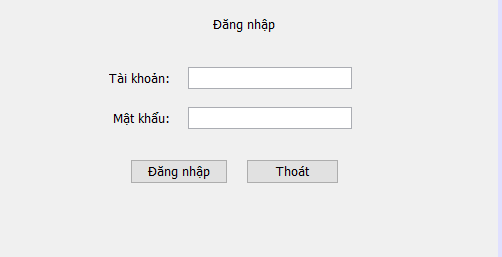 Đăng nhập
Tài khoản:
Mật khẩu:
Đăng nhập Thoát